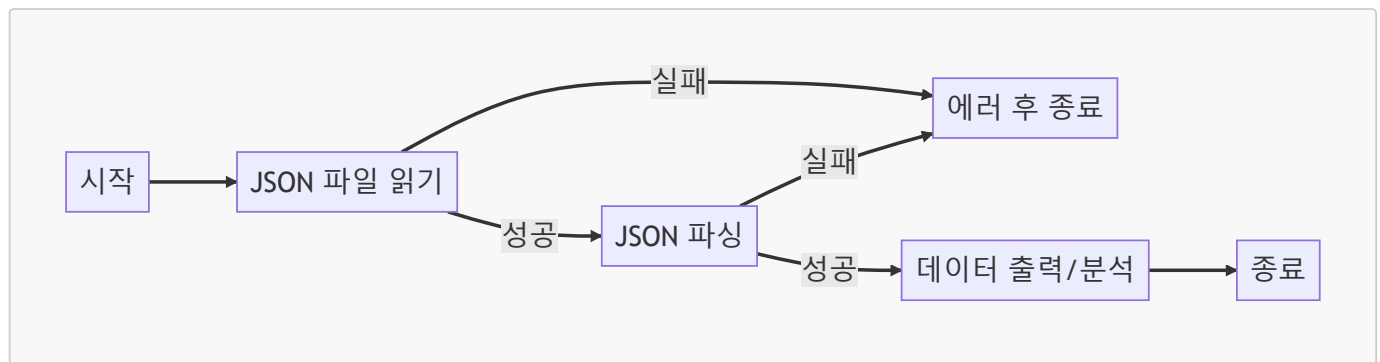 시작
JSON 파일 읽기
실패
성공
JSON 파싱
실패
성공
에러 후 종료
데이터 출력/분석
종료